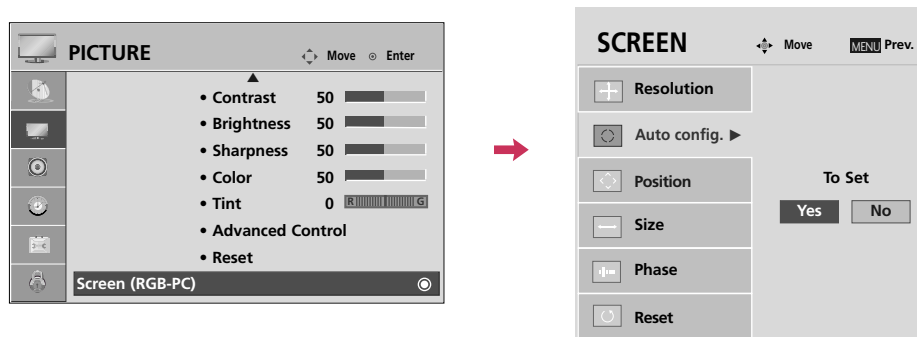 PICTURE
Move
Enter
• Contrast 50
• Brightness 50
• Sharpness 50
• Color 50
• Tint 0 R G
• Advanced Control
• Reset
Screen (RGB-PC)
SCREEN
Move
MENU Prev.
Resolution
Auto config. ►
Position
Size
Phase
Reset
To Set
Yes No